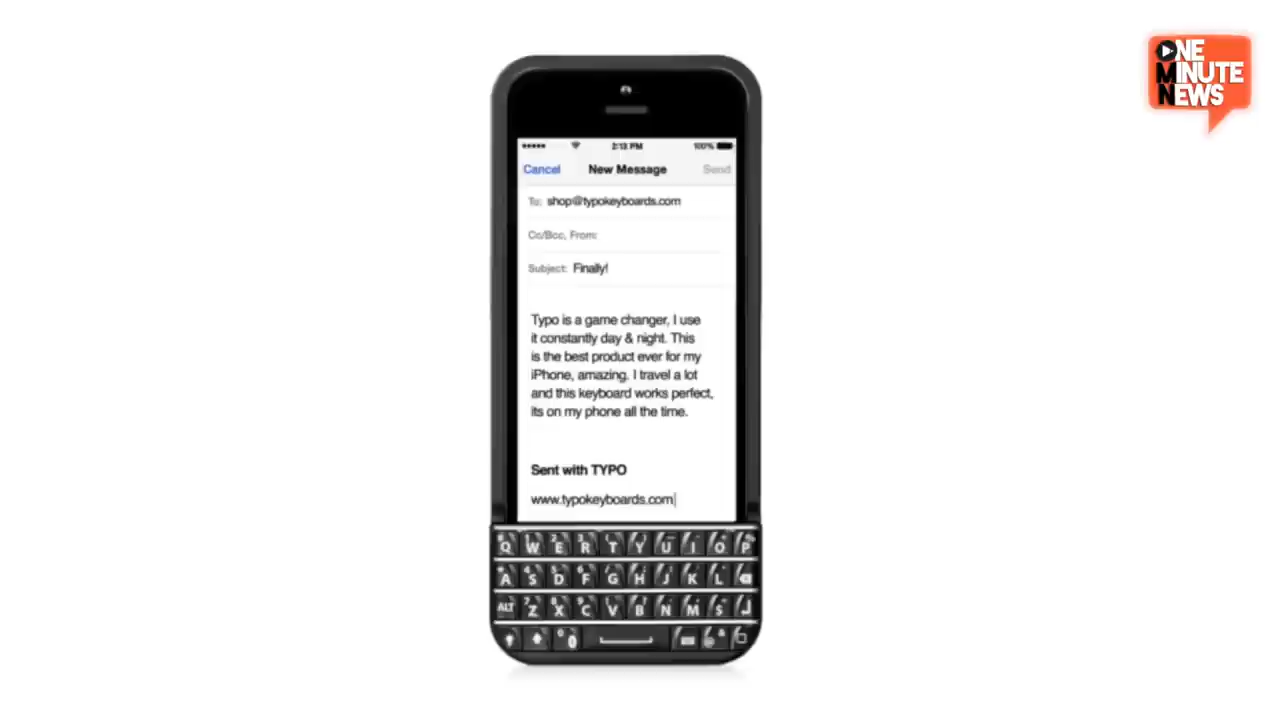 ONE
MINUTE
NEWS
2:13 PM 100%
Cancel New Message Send
To: shop@typokeyboards.com
Cc/Bcc, From:
Subject: Finally!
Typo is a game changer, I use
it constantly day & night. This
is the best product ever for my
iPhone, amazing. I travel a lot
and this keyboard works perfect,
its on my phone all the time.
Sent with TYPO
www.typokeyboards.com
Q W E R T Y U I O P
A S D F G H J K L
ALT Z X C V B N M $
0